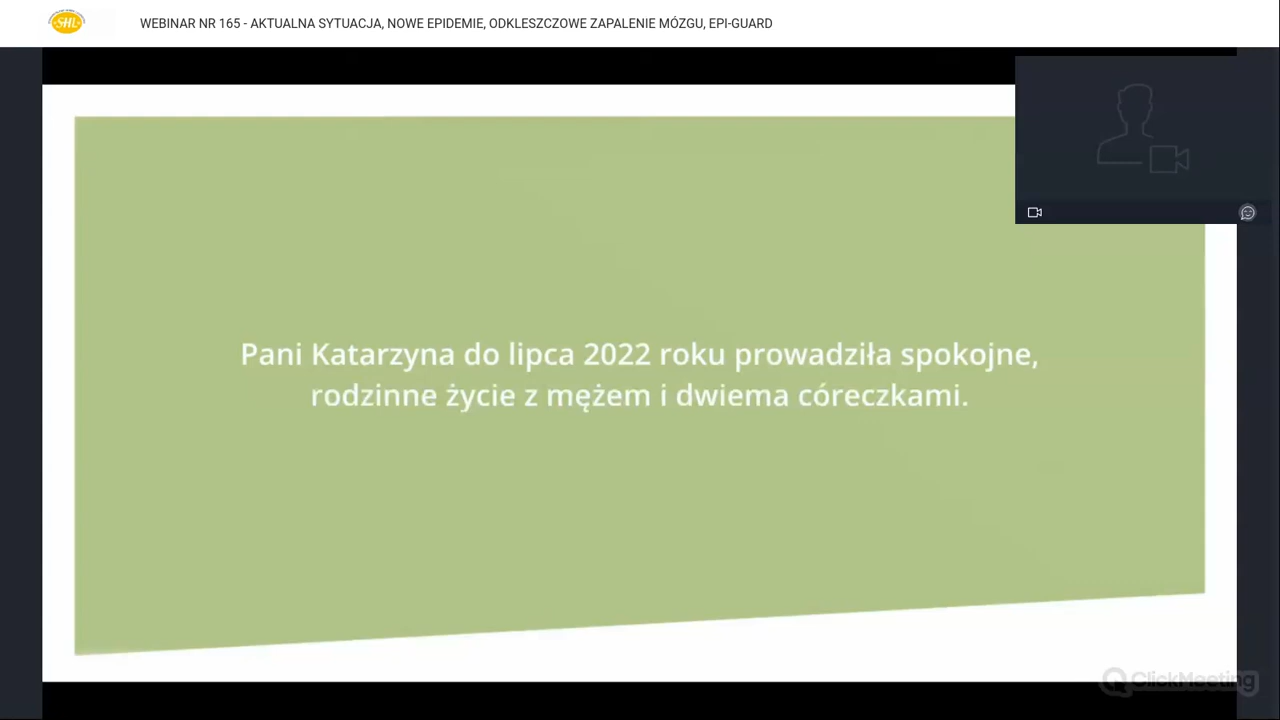 SHL
WEBINAR NR 165 - AKTUALNA SYTUACJA, NOWE EPIDEMIE, ODKLESZCZOWE ZAPALENIE MÓZGU, EPI-GUARD
Pani Katarzyna do lipca 2022 roku prowadziła spokojne,
rodzinne życie z mężem i dwiema córeczkami.
ClickMeeting